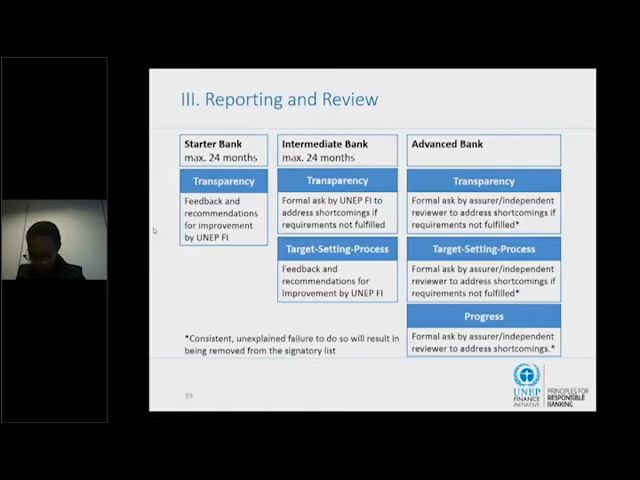 III. Reporting and Review
Starter Bank
max. 24 months
Transparency
Feedback and
recommendations
for improvement
by UNEP FI
Intermediate Bank
max. 24 months
Transparency
Formal ask by UNEP FI to
address shortcomings if
requirements not fulfilled
Target-Setting-Process
Feedback and
recommendations for
improvement by UNEP FI
Advanced Bank
Transparency
Formal ask by assurer/independent
reviewer to address shortcomings if
requirements not fulfilled*
Target-Setting-Process
Formal ask by assurer/independent
reviewer to address shortcomings if
requirements not fulfilled*
Progress
Formal ask by assurer/independent
reviewer to address shortcomings.*
*Consistent, unexplained failure to do so will result in
being removed from the signatory list
19
UNEP
FINANCE
INITIATIVE
PRINCIPLES FOR
RESPONSIBLE
BANKING